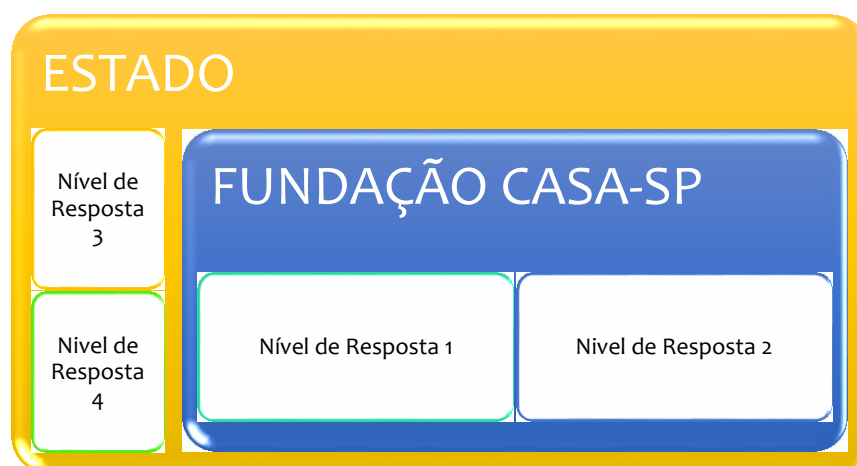 ESTADO
Nível de
Resposta
3
FUNDAÇÃO CASA-SP
Nivel de
Resposta
4
Nível de Resposta 1
Nivel de Resposta 2